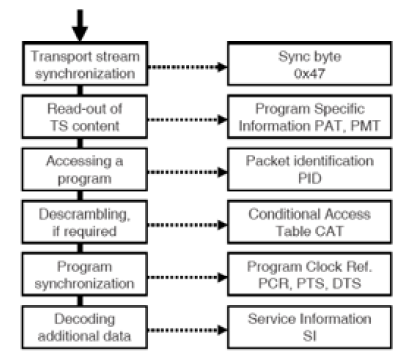 Transport stream
synchronization
Sync byte
0x47
Read-out of
TS content
Program Specific
Information PAT, PMT
Accessing a
program
Packet identification
PID
Descrambling,
if required
Conditional Access
Table CAT
Program
synchronization
Program Clock Ref.
PCR, PTS, DTS
Decoding
additional data
Service Information
SI